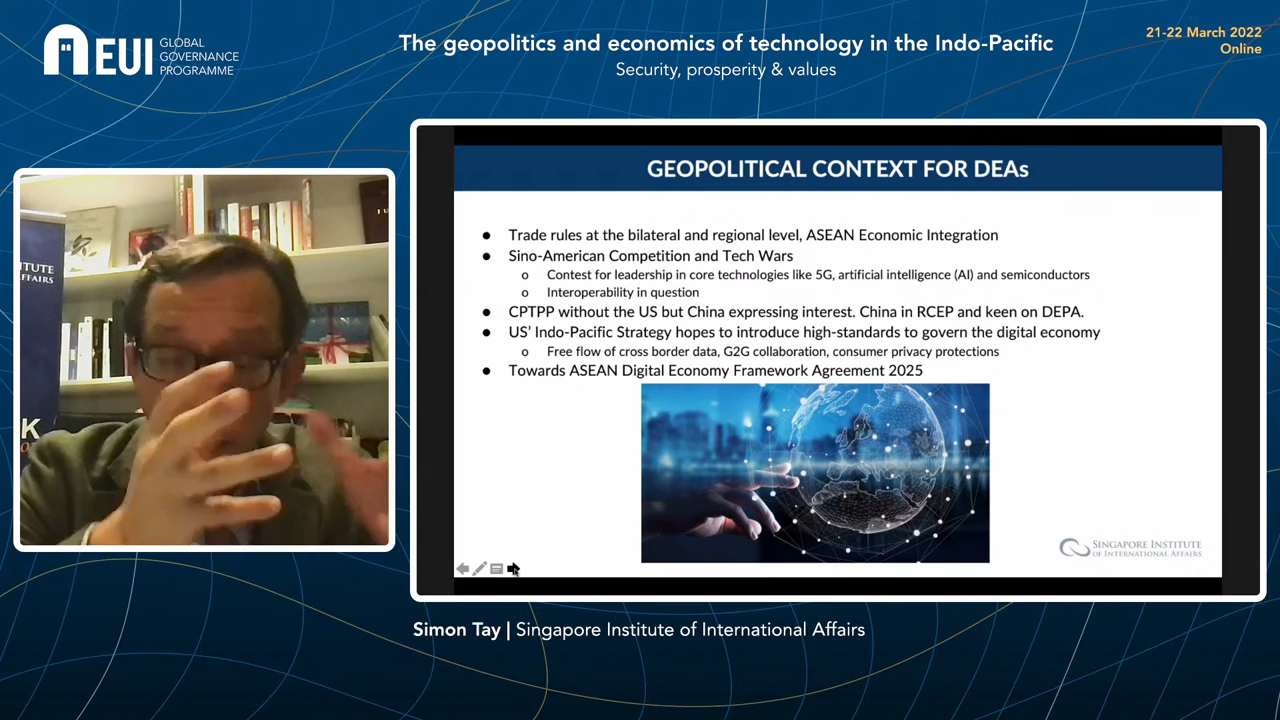 EUI
GLOBAL
GOVERNANCE
PROGRAMME
The geopolitics and economics of technology in the Indo-Pacific
Security, prosperity & values
21-22 March 2022
Online
GEOPOLITICAL CONTEXT FOR DEAs
● Trade rules at the bilateral and regional level, ASEAN Economic Integration
● Sino-American Competition and Tech Wars
o Contest for leadership in core technologies like 5G, artificial intelligence (AI) and semiconductors
o Interoperability in question
● CPTPP without the US but China expressing interest. China in RCEP and keen on DEPA.
● US' Indo-Pacific Strategy hopes to introduce high-standards to govern the digital economy
o Free flow of cross border data, G2G collaboration, consumer privacy protections
● Towards ASEAN Digital Economy Framework Agreement 2025
SINGAPORE INSTITUTE
OF INTERNATIONAL AFFAIRS
Simon Tay | Singapore Institute of International Affairs